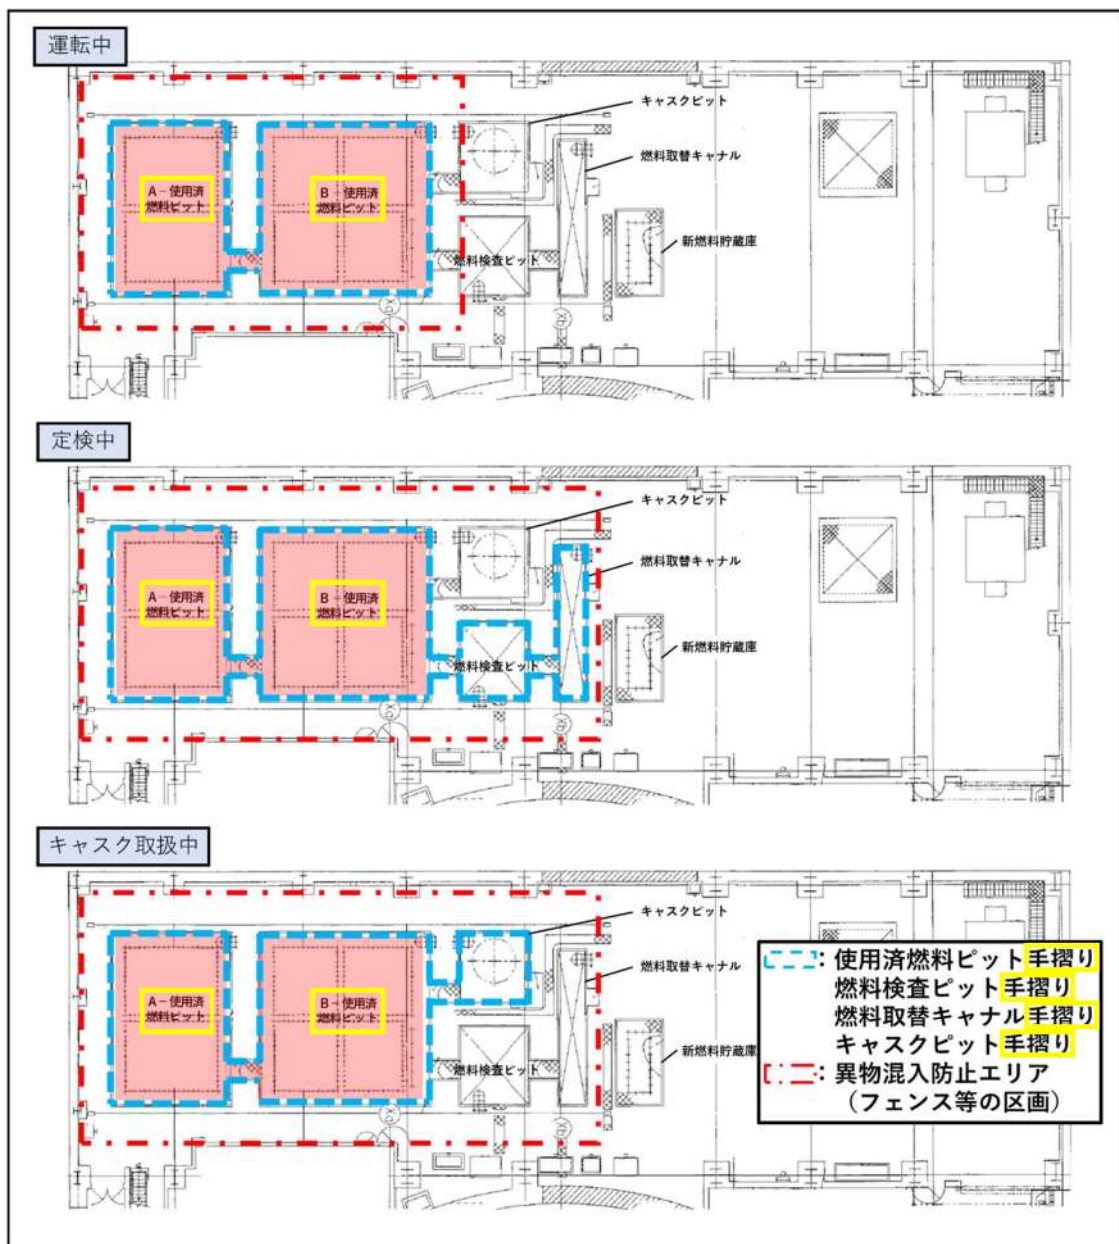 運転中
キャスクピット
燃料取替キャナル
A－使用済
燃料ピット
B－使用済
燃料ピット
新燃料貯蔵庫
燃料検査ピット
定検中
キャスクピット
燃料取替キャナル
A－使用済
燃料ピット
B－使用済
燃料ピット
新燃料貯蔵庫
燃料検査ピット
キャスク取扱中
キャスクピット
燃料取替キャナル
A－使用済
燃料ピット
B－使用済
燃料ピット
新燃料貯蔵庫
燃料検査ピット
：使用済燃料ピット手摺り
燃料検査ピット手摺り
燃料取替キャナル手摺り
キャスクピット手摺り
：異物混入防止エリア
（フェンス等の区画）